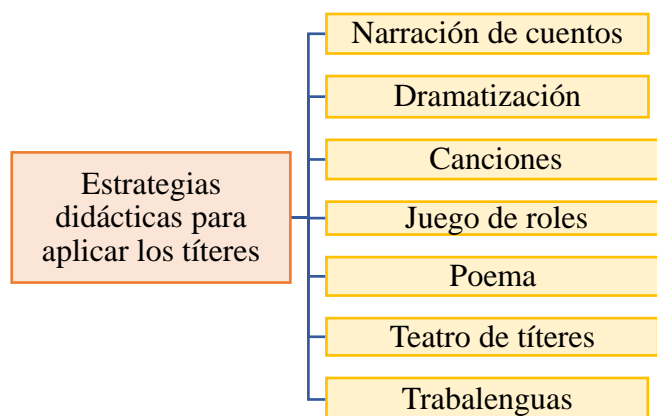 Estrategias
didácticas para
aplicar los títeres
Narración de cuentos
Dramatización
Canciones
Juego de roles
Poema
Teatro de títeres
Trabalenguas